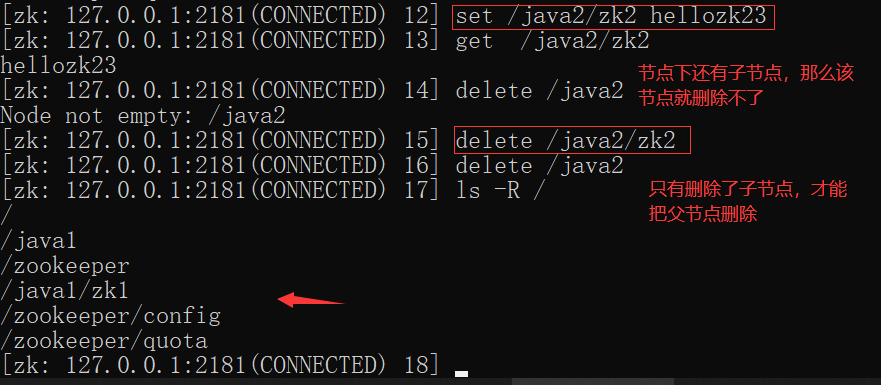 [zk: 127.0.0.1:2181(CONNECTED) 12] set /java2/zk2 hellozk23
[zk: 127.0.0.1:2181(CONNECTED) 13] get  /java2/zk2
hellozk23
[zk: 127.0.0.1:2181(CONNECTED) 14] delete /java2
节点下还有子节点，那么该
节点就删除不了
Node not empty: /java2
[zk: 127.0.0.1:2181(CONNECTED) 15] delete /java2/zk2
[zk: 127.0.0.1:2181(CONNECTED) 16] delete /java2
[zk: 127.0.0.1:2181(CONNECTED) 17] ls -R /
只有删除了子节点，才能
把父节点删除
/
/java1
/zookeeper
/java1/zk1
/zookeeper/config
/zookeeper/quota
[zk: 127.0.0.1:2181(CONNECTED) 18]